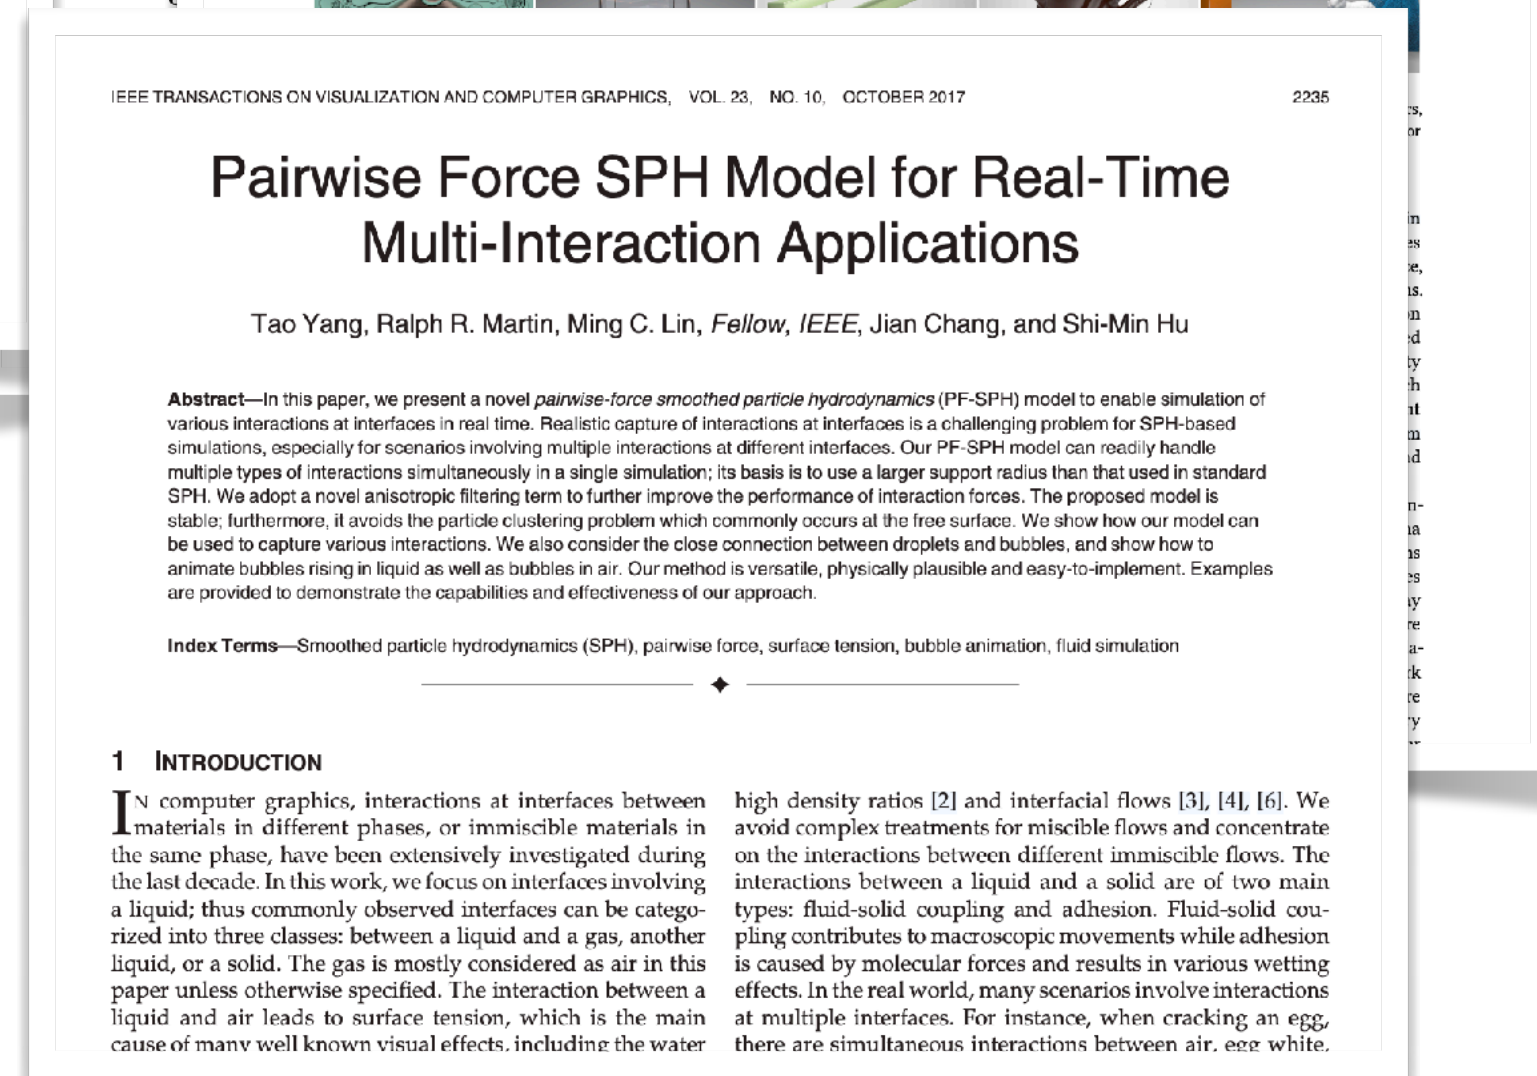 IEEE TRANSACTIONS ON VISUALIZATION AND COMPUTER GRAPHICS, VOL. 23, NO. 10, OCTOBER 2017 2235
Pairwise Force SPH Model for Real-Time
Multi-Interaction Applications
Tao Yang, Ralph R. Martin, Ming C. Lin, Fellow, IEEE, Jian Chang, and Shi-Min Hu
Abstract—In this paper, we present a novel pairwise-force smoothed particle hydrodynamics (PF-SPH) model to enable simulation of
various interactions at interfaces in real time. Realistic capture of interactions at interfaces is a challenging problem for SPH-based
simulations, especially for scenarios involving multiple interactions at different interfaces. Our PF-SPH model can readily handle
multiple types of interactions simultaneously in a single simulation; its basis is to use a larger support radius than that used in standard
SPH. We adopt a novel anisotropic filtering term to further improve the performance of interaction forces. The proposed model is
stable; furthermore, it avoids the particle clustering problem which commonly occurs at the free surface. We show how our model can
be used to capture various interactions. We also consider the close connection between droplets and bubbles, and show how to
animate bubbles rising in liquid as well as bubbles in air. Our method is versatile, physically plausible and easy-to-implement. Examples
are provided to demonstrate the capabilities and effectiveness of our approach.
Index Terms—Smoothed particle hydrodynamics (SPH), pairwise force, surface tension, bubble animation, fluid simulation
1 INTRODUCTION
IN computer graphics, interactions at interfaces between
materials in different phases, or immiscible materials in
the same phase, have been extensively investigated during
the last decade. In this work, we focus on interfaces involving
a liquid; thus commonly observed interfaces can be catego-
rized into three classes: between a liquid and a gas, another
liquid, or a solid. The gas is mostly considered as air in this
paper unless otherwise specified. The interaction between a
liquid and air leads to surface tension, which is the main
cause of many well known visual effects, including the water
high density ratios [2] and interfacial flows [3], [4], [6]. We
avoid complex treatments for miscible flows and concentrate
on the interactions between different immiscible flows. The
interactions between a liquid and a solid are of two main
types: fluid-solid coupling and adhesion. Fluid-solid cou-
pling contributes to macroscopic movements while adhesion
is caused by molecular forces and results in various wetting
effects. In the real world, many scenarios involve interactions
at multiple interfaces. For instance, when cracking an egg,
there are simultaneous interactions between air, egg white,